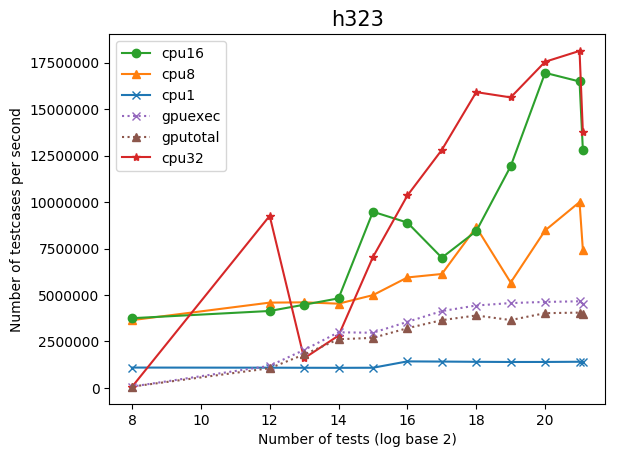 h323
cpu16
cpu8
cpu1
gpuexec
gputotal
cpu32
Number of testcases per second
17500000
15000000
12500000
10000000
7500000
5000000
2500000
0
8 10 12 14 16 18 20
Number of tests (log base 2)